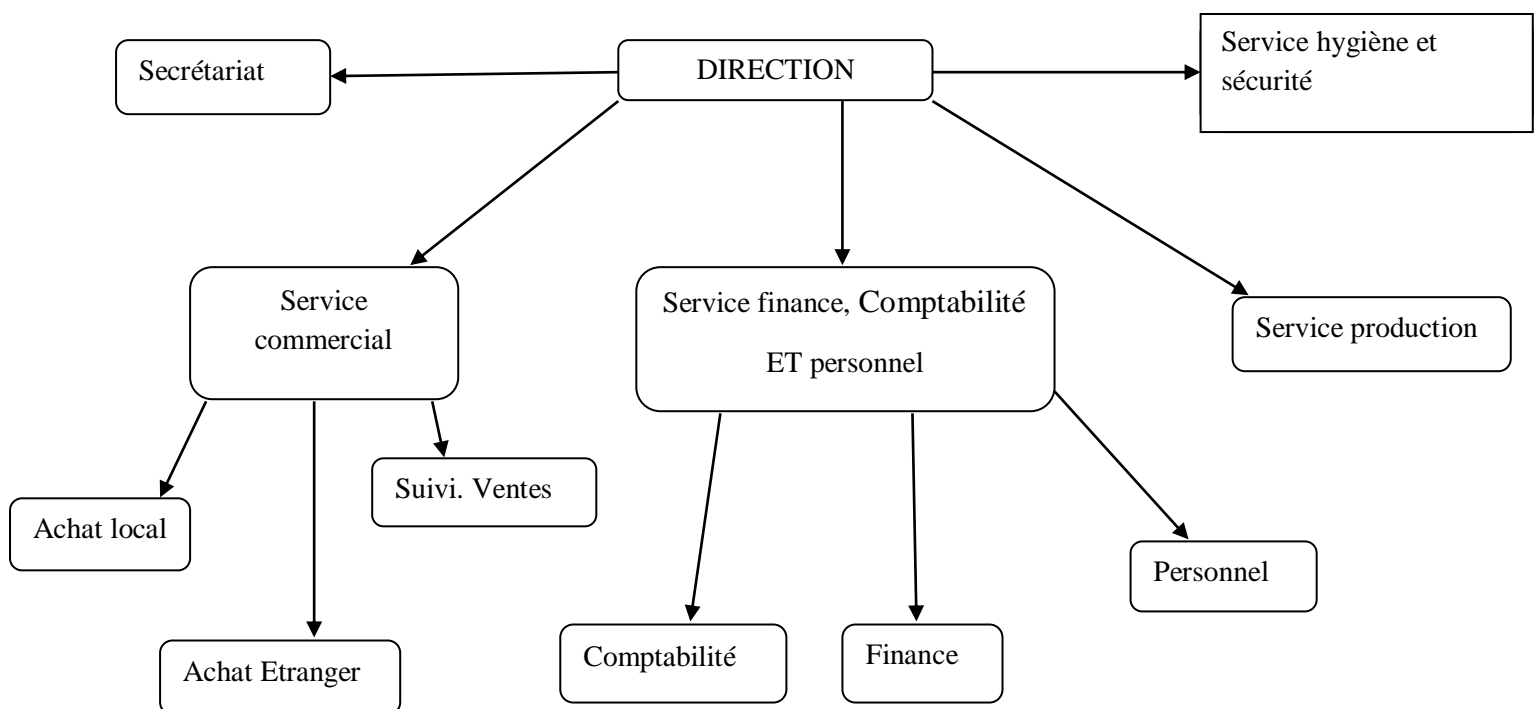 Secrétariat
DIRECTION
Service hygiène et
sécurité
Service
commercial
Service finance, Comptabilité
ET personnel
Service production
Achat local
Suivi. Ventes
Achat Etranger
Comptabilité
Finance
Personnel